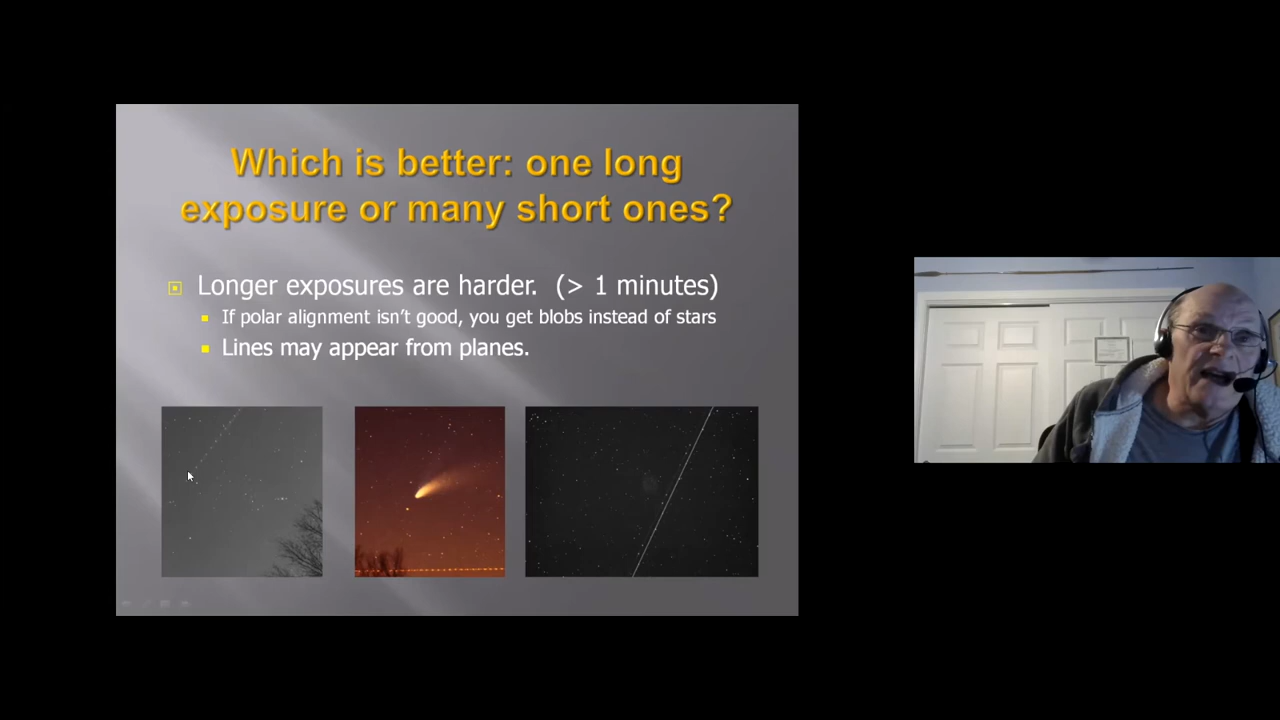 Which is better: one long
exposure or many short ones?
Longer exposures are harder.  (> 1 minutes)
If polar alignment isn’t good, you get blobs instead of stars
Lines may appear from planes.